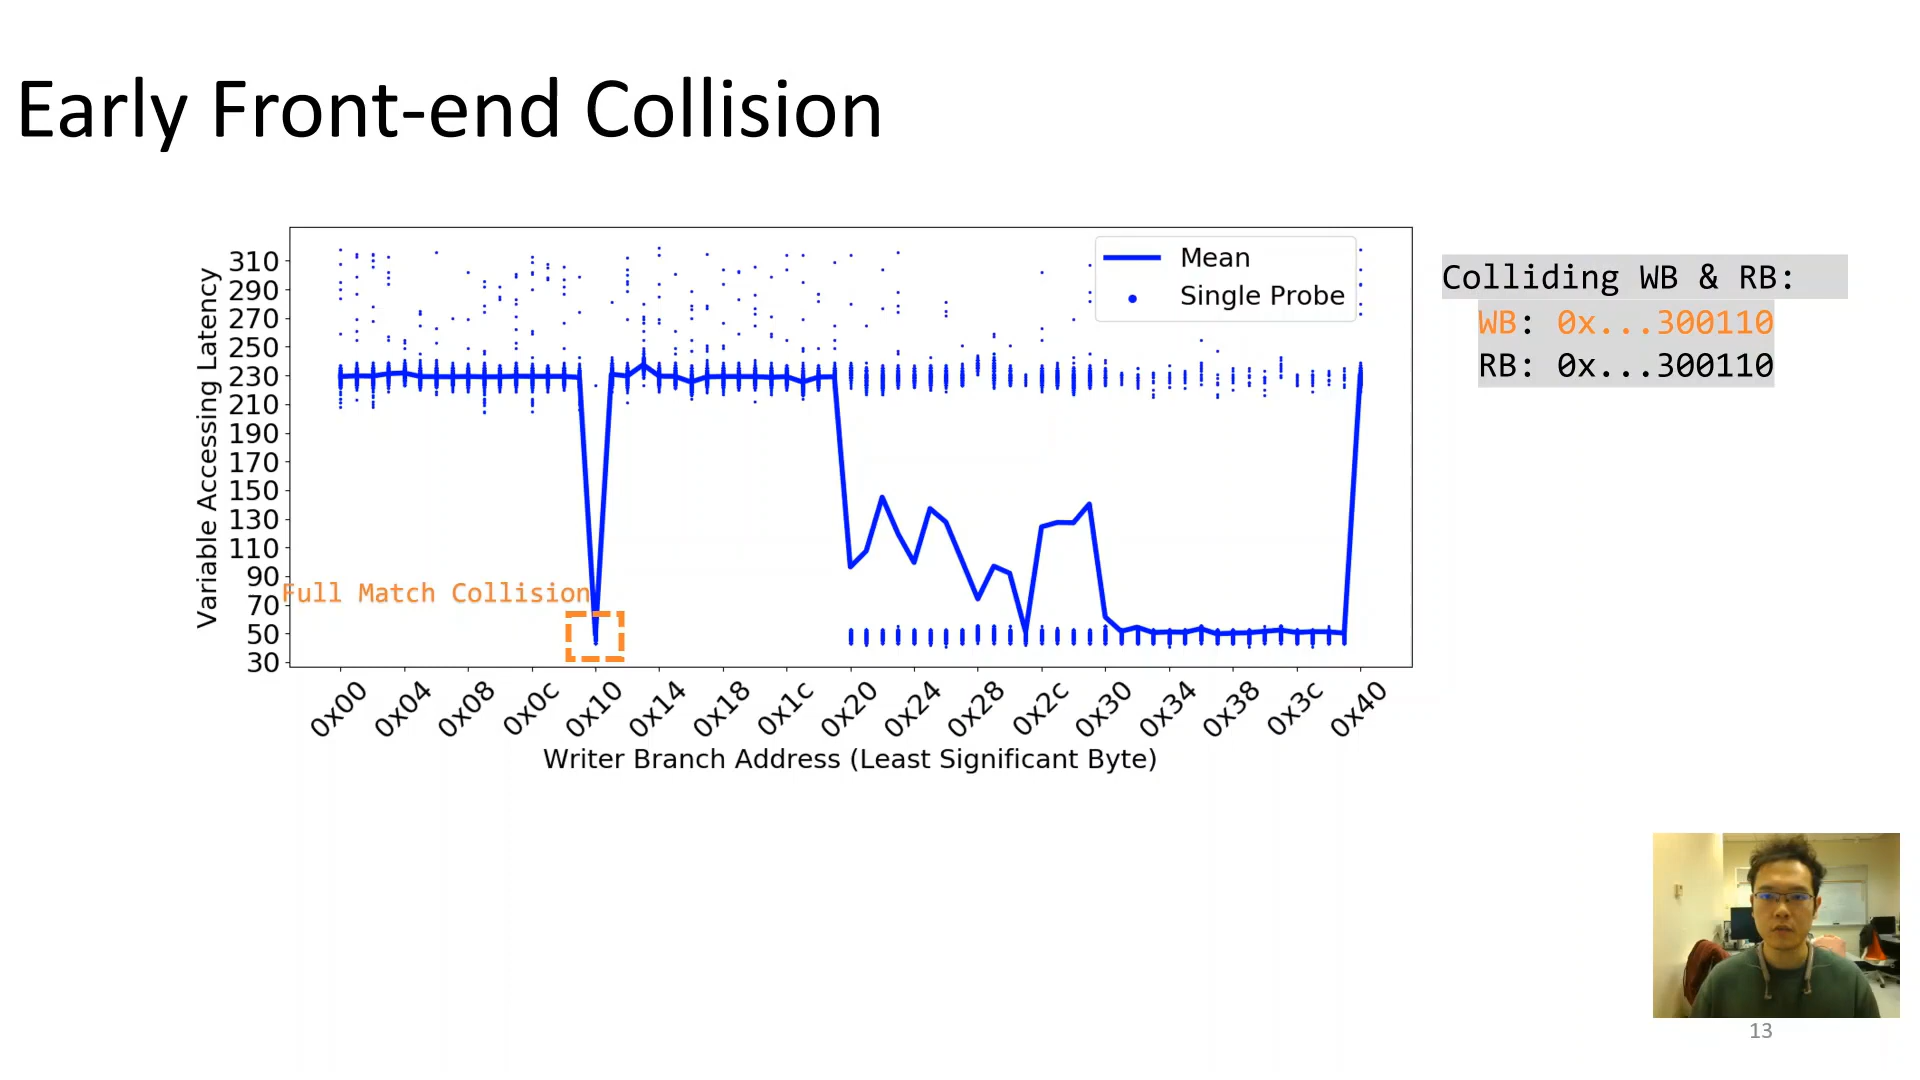 Early Front-end Collision
Mean
Single Probe
Variable Accessing Latency
310
290
270
250
230
210
190
170
150
130
110
90
70
50
30
Full Match Collision
0x00
0x04
0x08
0x0c
0x10
0x14
0x18
0x1c
0x20
0x24
0x28
0x2c
0x30
0x34
0x38
0x3c
0x40
Writer Branch Address (Least Significant Byte)
Colliding WB & RB:
WB: 0x...300110
RB: 0x...300110
13